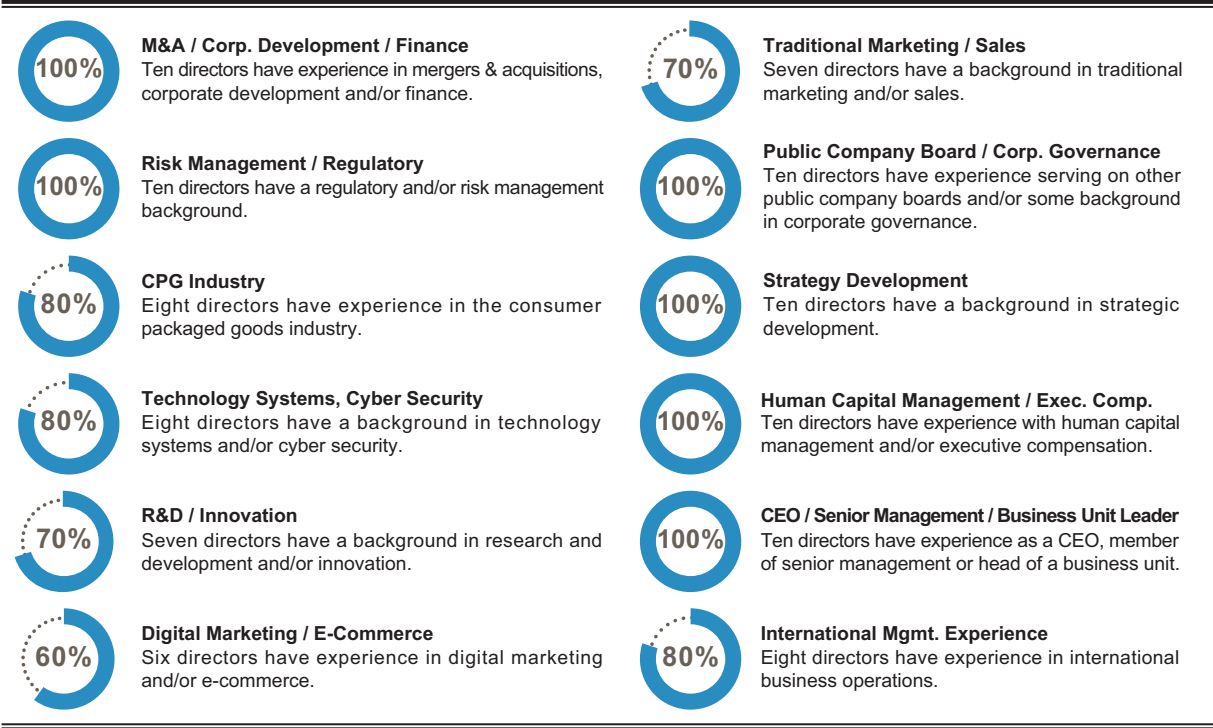 100%
M&A / Corp. Development / Finance
Ten directors have experience in mergers & acquisitions,
corporate development and/or finance.
100%
Risk Management / Regulatory
Ten directors have a regulatory and/or risk management
background.
80%
CPG Industry
Eight directors have experience in the consumer
packaged goods industry.
80%
Technology Systems, Cyber Security
Eight directors have a background in technology
systems and/or cyber security.
70%
R&D / Innovation
Seven directors have a background in research and
development and/or innovation.
60%
Digital Marketing / E-Commerce
Six directors have experience in digital marketing
and/or e-commerce.
70%
Traditional Marketing / Sales
Seven directors have a background in traditional
marketing and/or sales.
100%
Public Company Board / Corp. Governance
Ten directors have experience serving on other
public company boards and/or some background
in corporate governance.
100%
Strategy Development
Ten directors have a background in strategic
development.
100%
Human Capital Management / Exec. Comp.
Ten directors have experience with human capital
management and/or executive compensation.
100%
CEO / Senior Management / Business Unit Leader
Ten directors have experience as a CEO, member
of senior management or head of a business unit.
80%
International Mgmt. Experience
Eight directors have experience in international
business operations.